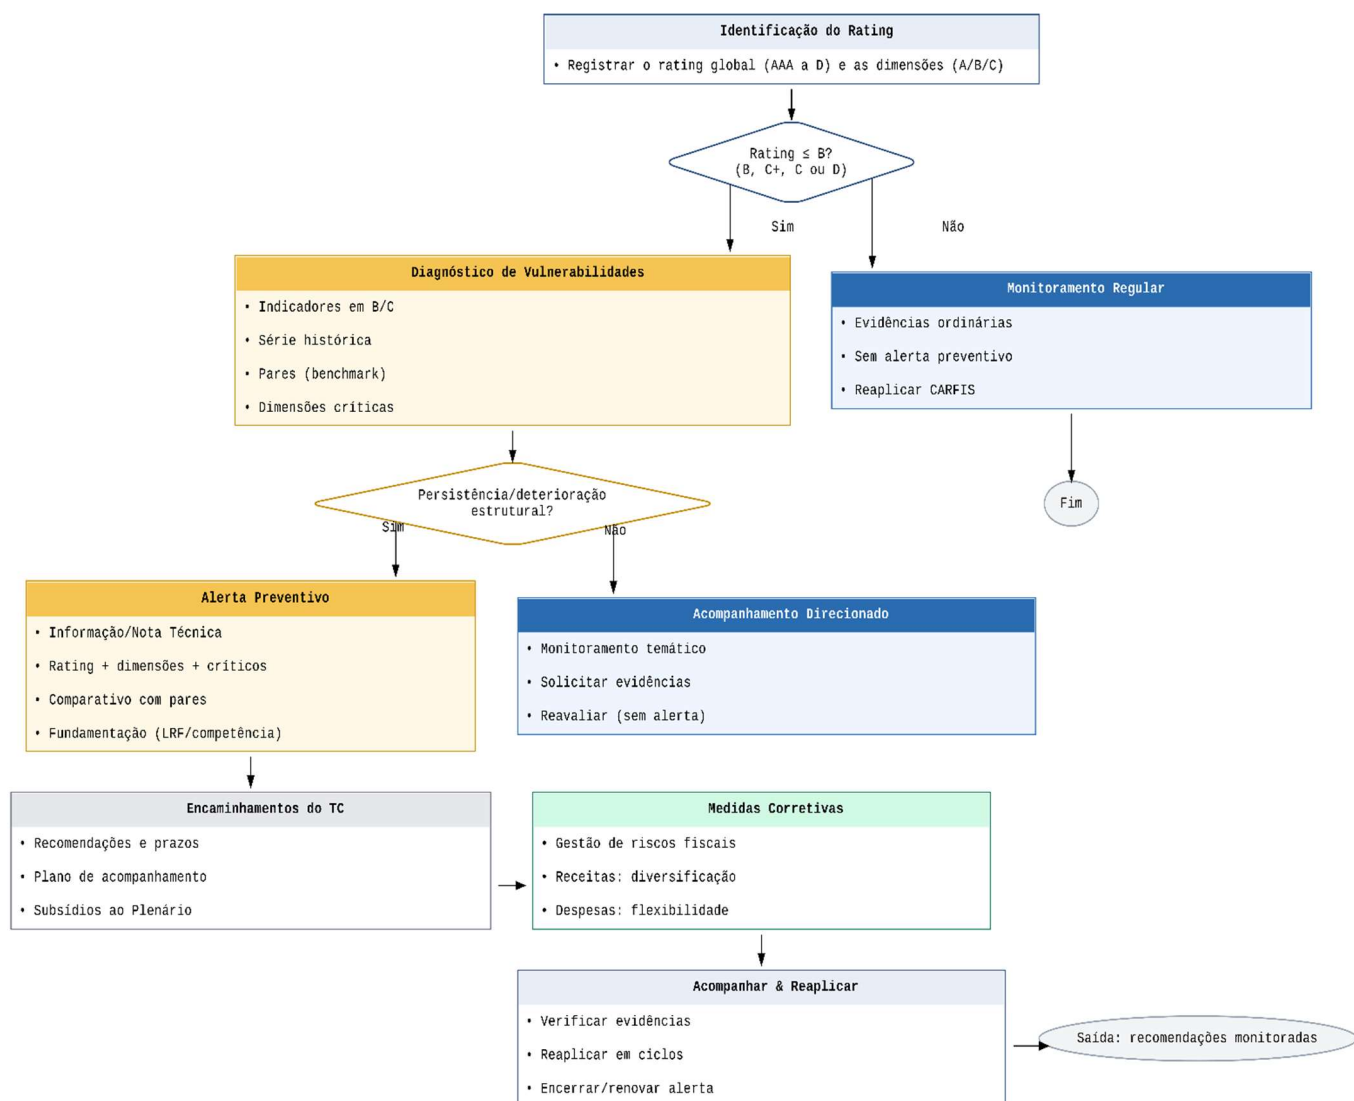 Identificação do Rating
• Registrar o rating global (AAA a D) e as dimensões (A/B/C)
Rating ≤ B?
(B, C+, C ou D)
Sim
Não
Diagnóstico de Vulnerabilidades
• Indicadores em B/C
• Série histórica
• Pares (benchmark)
• Dimensões críticas
Monitoramento Regular
• Evidências ordinárias
• Sem alerta preventivo
• Reaplicar CARFIS
Fim
Persistência/deterioração
estrutural?
Sim
Não
Alerta Preventivo
• Informação/Nota Técnica
• Rating + dimensões + críticos
• Comparativo com pares
• Fundamentação (LRF/competência)
Acompanhamento Direcionado
• Monitoramento temático
• Solicitar evidências
• Reavaliar (sem alerta)
Encaminhamentos do TC
• Recomendações e prazos
• Plano de acompanhamento
• Subsídios ao Plenário
Medidas Corretivas
• Gestão de riscos fiscais
• Receitas: diversificação
• Despesas: flexibilidade
Acompanhar & Reaplicar
• Verificar evidências
• Reaplicar em ciclos
• Encerrar/renovar alerta
Saída: recomendações monitoradas